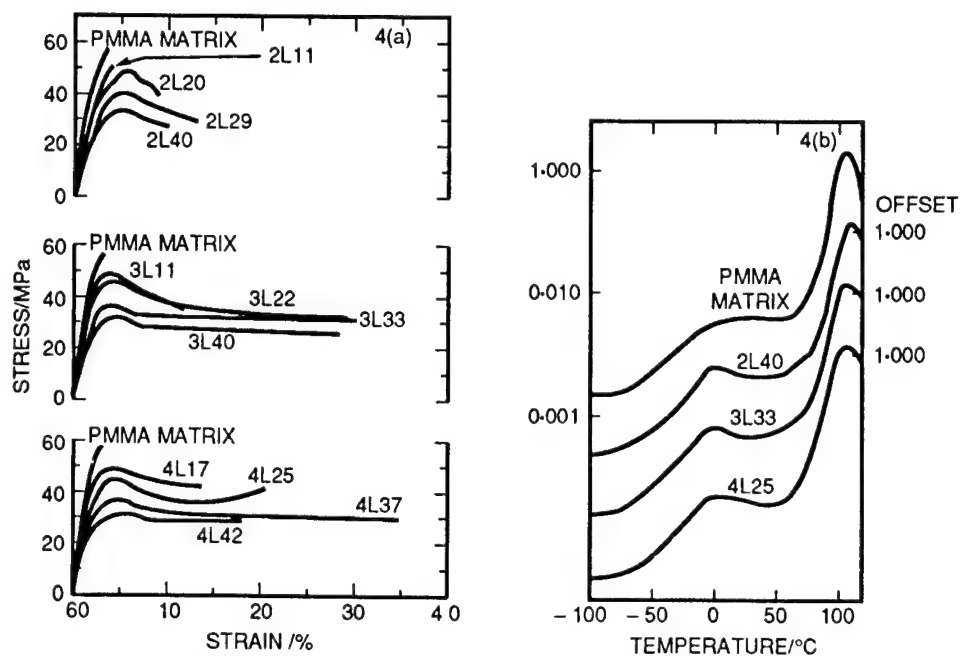 4(a)
PMMA MATRIX
2L11
2L20
2L29
2L40
60
40
20
0
PMMA MATRIX
3L11
3L22
3L33
3L40
60
40
20
0
STRESS/MPa
PMMA MATRIX
4L17
4L25
4L37
4L42
60
40
20
0
60 10 20 30 4 0
STRAIN /%
4(b)
1·000
0·010
0·001
PMMA
MATRIX
2L40
3L33
4L25
OFFSET
1·000
1·000
1·000
−100 −50 0 50 100
TEMPERATURE/°C